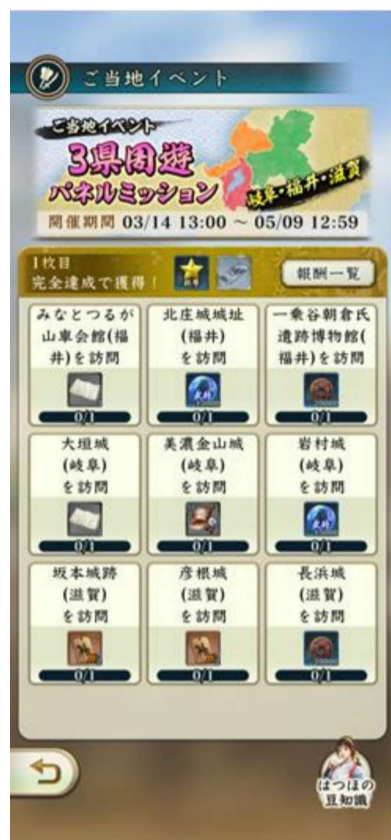 ご当地イベント
ご当地イベント
3県周遊
パネルミッション
岐阜・福井・滋賀
開催期間 03/14 13:00 ~ 05/09 12:59
1枚目
完全達成で獲得!
報酬一覧
みなとつるが
山車会館(福
井)を訪問
0/1
北庄城城址
(福井)
を訪問
0/1
一乗谷朝倉氏
遺跡博物館(
福井)を訪問
0/1
大垣城
(岐阜)
を訪問
0/1
美濃金山城
(岐阜)
を訪問
0/1
岩村城
(岐阜)
を訪問
0/1
坂本城跡
(滋賀)
を訪問
0/1
彦根城
(滋賀)
を訪問
0/1
長浜城
(滋賀)
を訪問
0/1
はつほの
豆知識